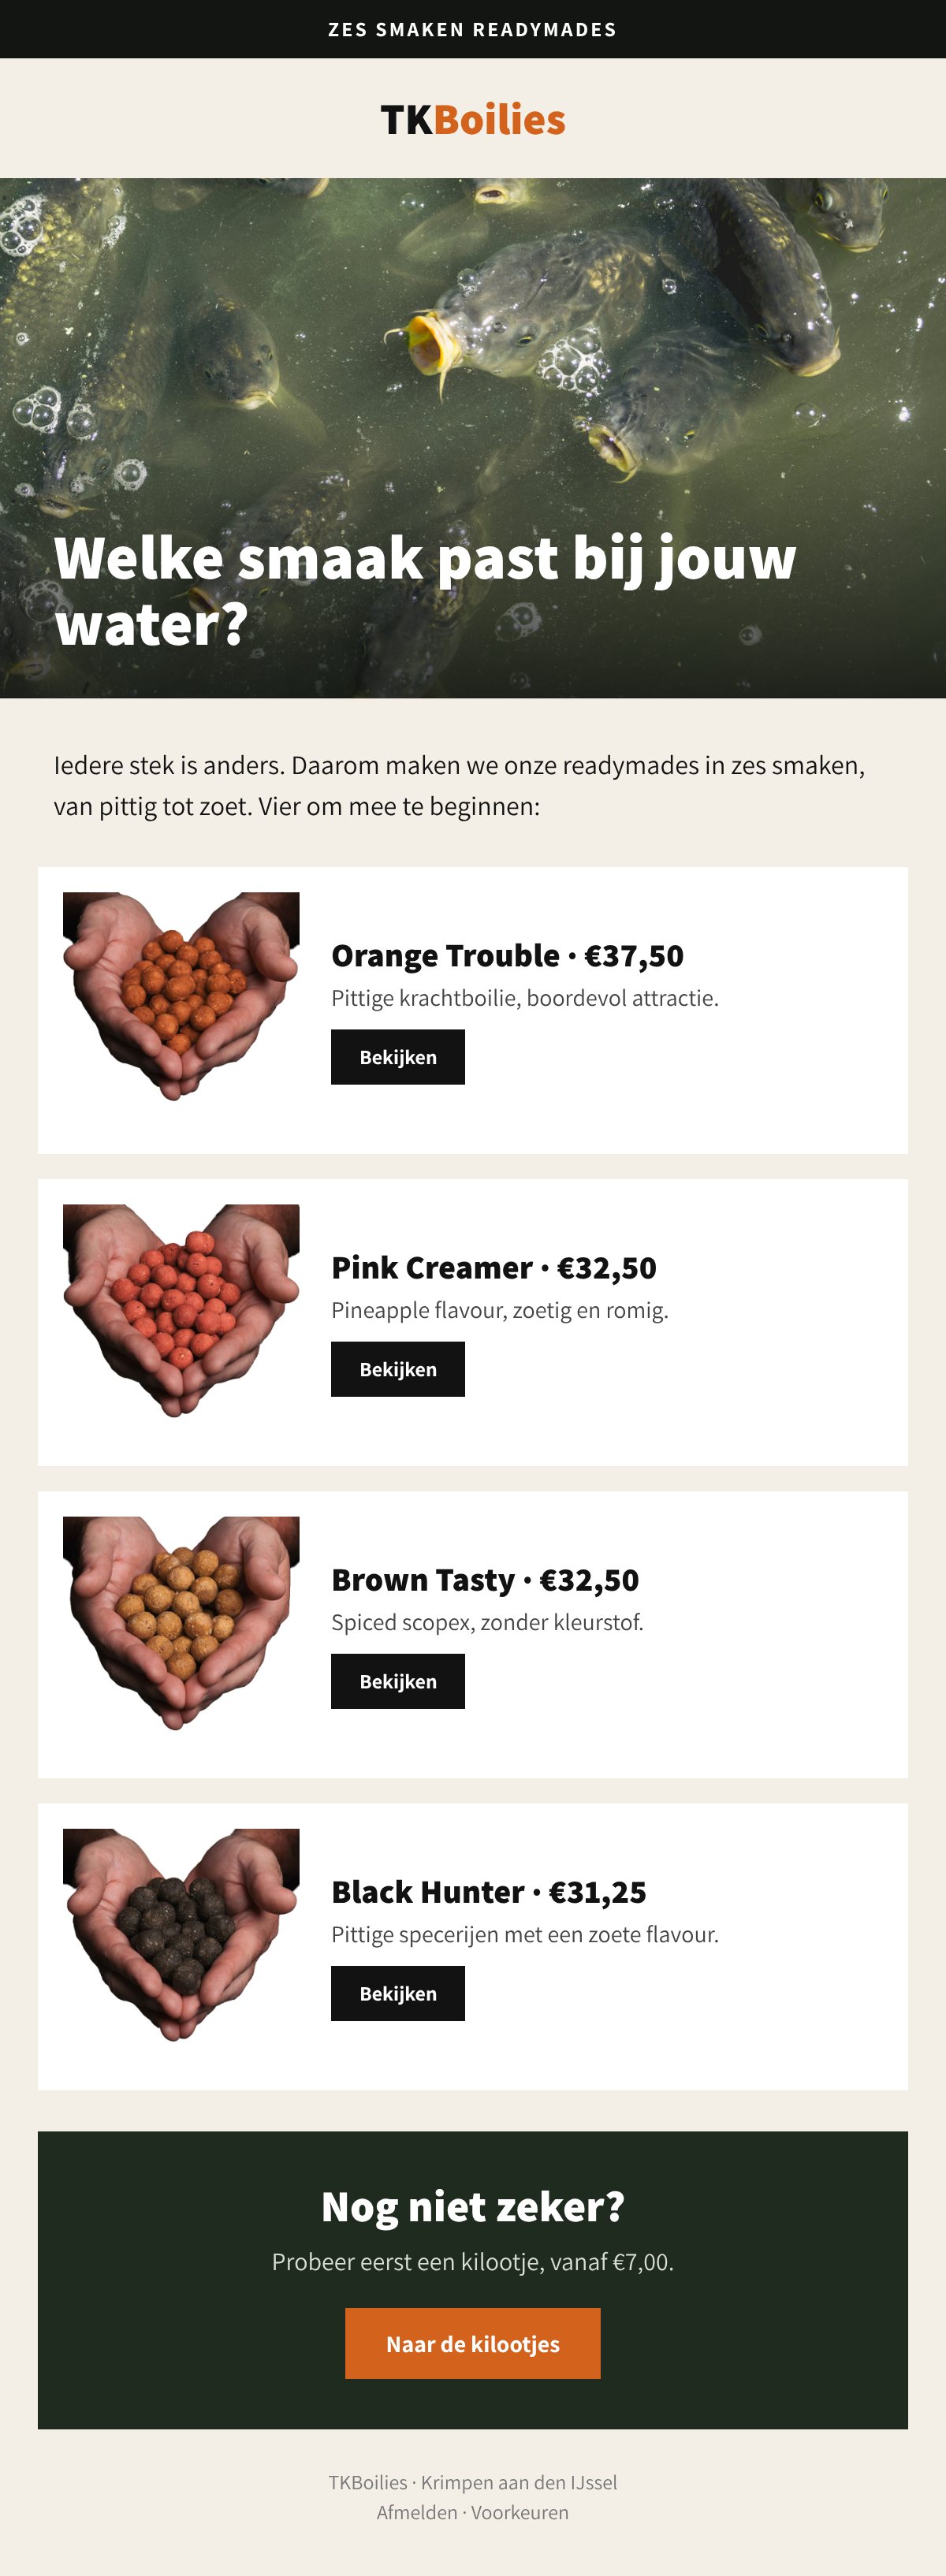 ZES SMAKEN READYMADES
TKBoilies
Welke smaak past bij jouw
water?
Iedere stek is anders. Daarom maken we onze readymades in zes smaken,
van pittig tot zoet. Vier om mee te beginnen:
Orange Trouble · €37,50
Pittige krachtboilie, boordevol attractie.
Bekijken
Pink Creamer · €32,50
Pineapple flavour, zoetig en romig.
Bekijken
Brown Tasty · €32,50
Spiced scopex, zonder kleurstof.
Bekijken
Black Hunter · €31,25
Pittige specerijen met een zoete flavour.
Bekijken
Nog niet zeker?
Probeer eerst een kilootje, vanaf €7,00.
Naar de kilootjes
TKBoilies · Krimpen aan den IJssel
Afmelden · Voorkeuren